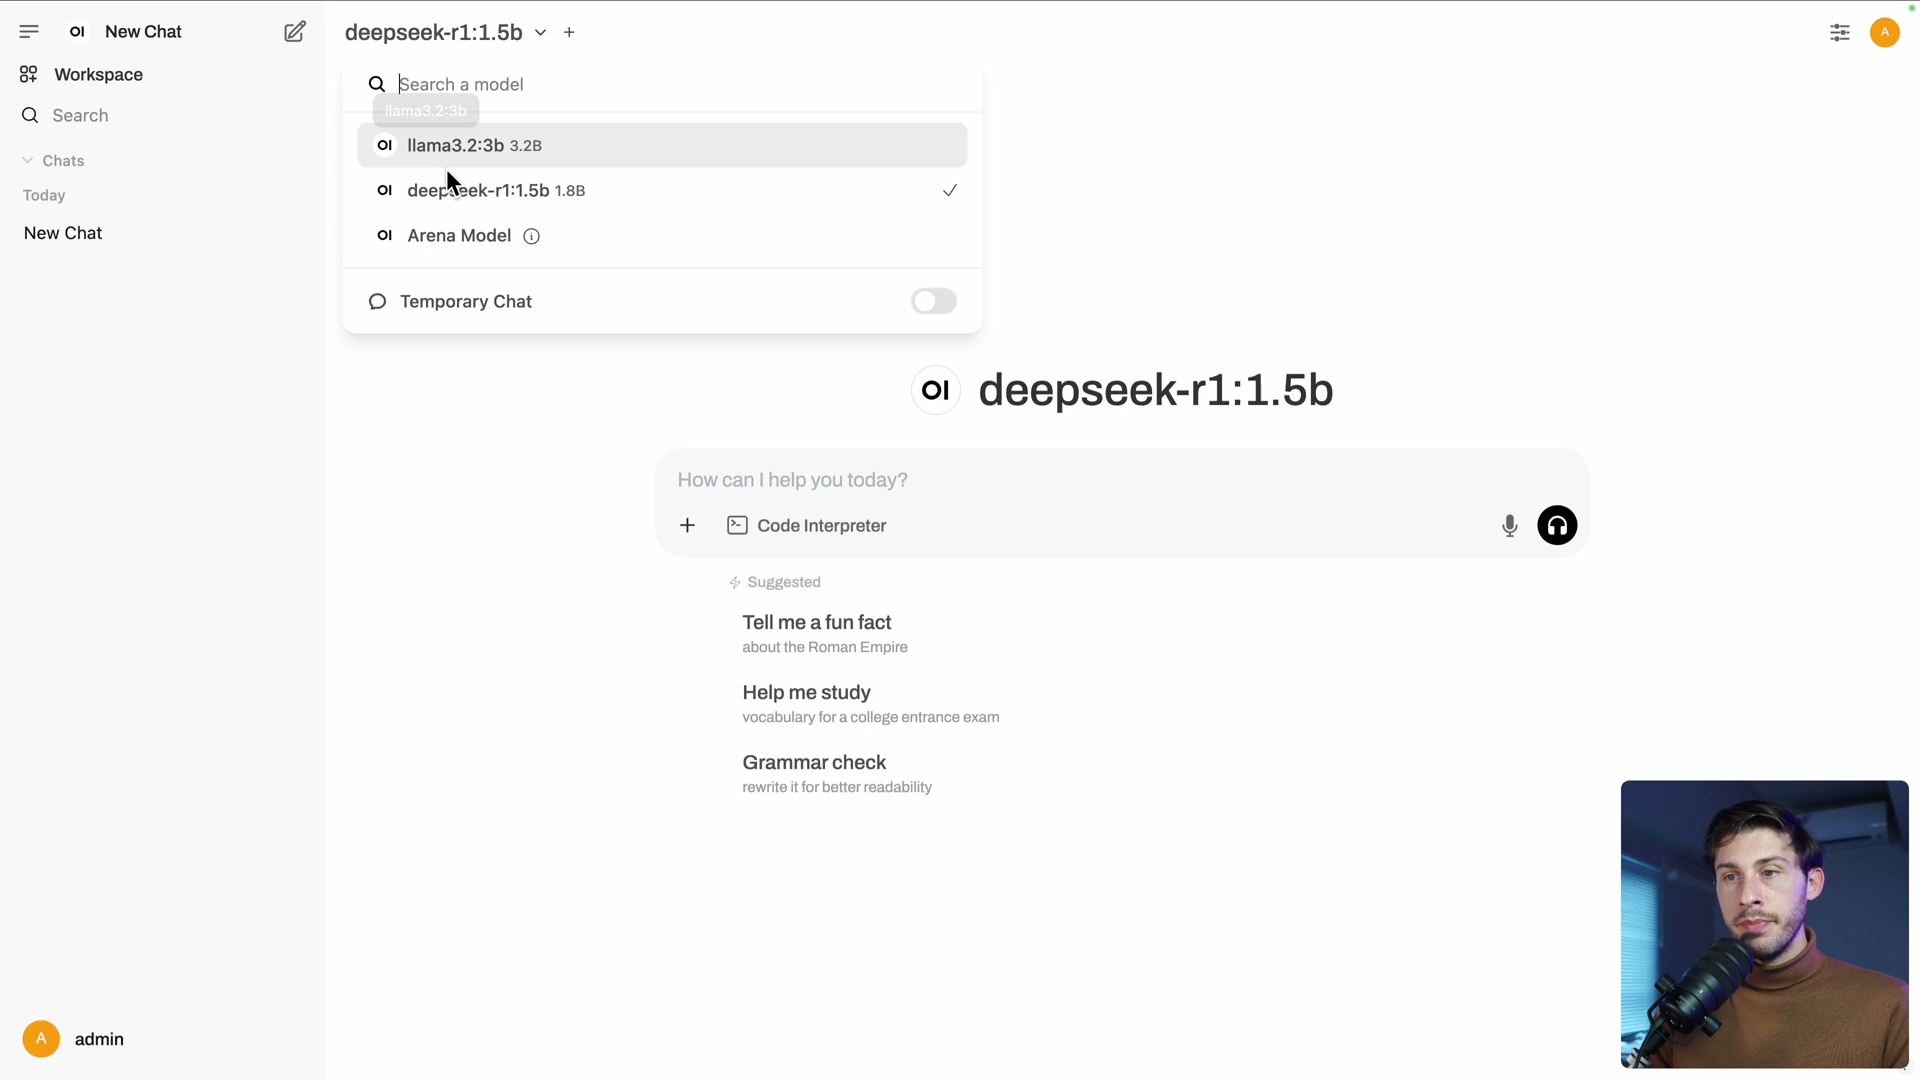 OI New Chat
Workspace
Search
Chats
Today
New Chat
A admin
deepseek-r1:1.5b
A
Search a model
llama3.2:3b
OI llama3.2:3b 3.2B
OI deepseek-r1:1.5b 1.8B
OI Arena Model
Temporary Chat
OI deepseek-r1:1.5b
How can I help you today?
Code Interpreter
Suggested
Tell me a fun fact
about the Roman Empire
Help me study
vocabulary for a college entrance exam
Grammar check
rewrite it for better readability